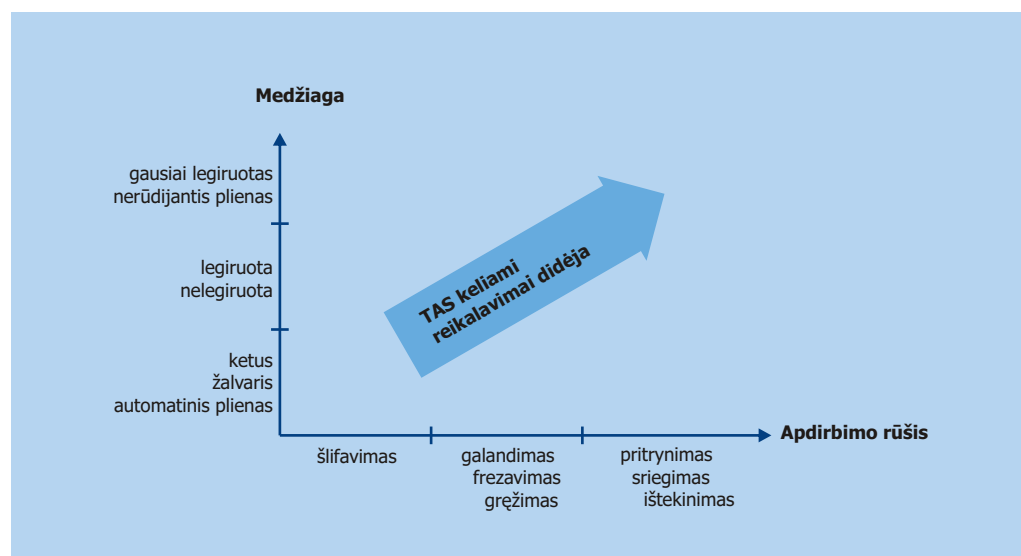 Medžiaga
gausiai legiruotas
nerūdijantis plienas
legiruota
nelegiruota
ketus
žalvaris
automatinis plienas
TAS keliami
reikalavimai didėja
Apdirbimo rūšis
šlifavimas
galandimas
frezavimas
gręžimas
pritrynimas
sriegimas
ištekinimas